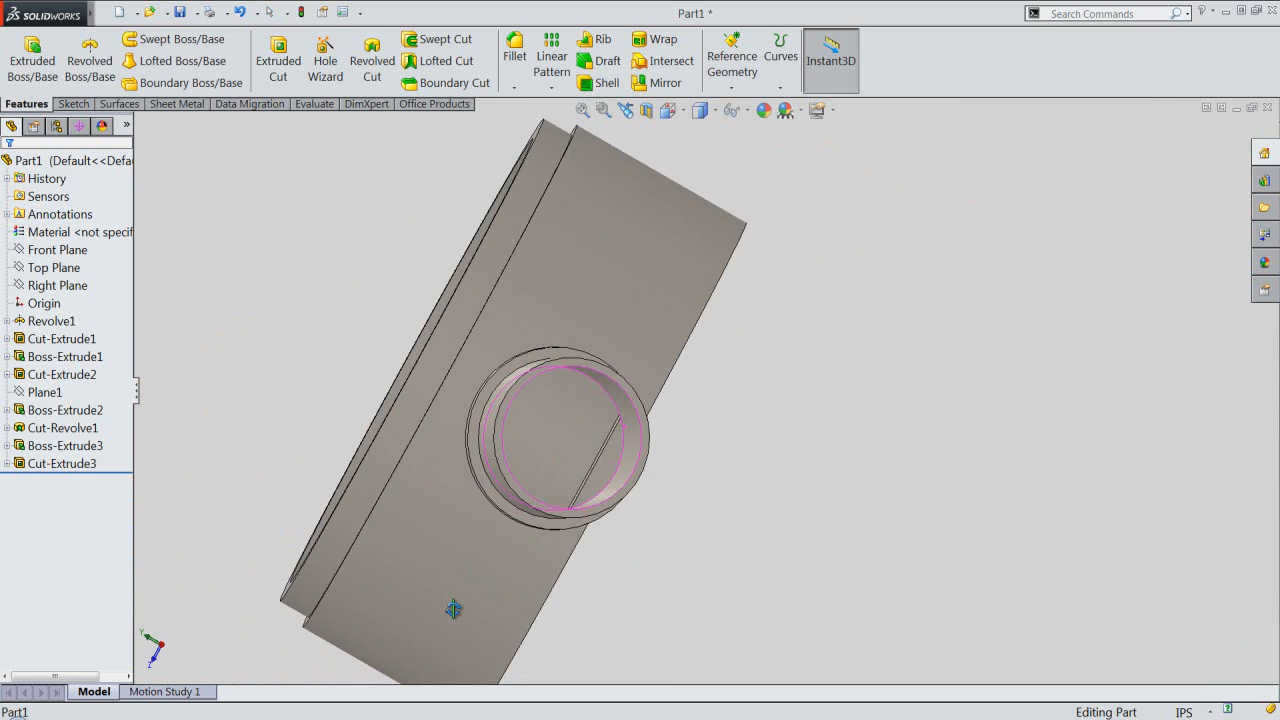 SOLIDWORKS
Part1 *
Search Commands
?
Extruded Boss/Base
Revolved Boss/Base
Swept Boss/Base
Lofted Boss/Base
Boundary Boss/Base
Extruded Cut
Hole Wizard
Revolved Cut
Swept Cut
Lofted Cut
Boundary Cut
Fillet
Linear Pattern
Rib
Draft
Shell
Wrap
Intersect
Mirror
Reference Geometry
Curves
Instant3D
Features
Sketch
Surfaces
Sheet Metal
Data Migration
Evaluate
DimXpert
Office Products
»
Part1 (Default<<Defa
History
Sensors
Annotations
Material <not specif
Front Plane
Top Plane
Right Plane
Origin
Revolve1
Cut-Extrude1
Boss-Extrude1
Cut-Extrude2
Plane1
Boss-Extrude2
Cut-Revolve1
Boss-Extrude3
Cut-Extrude3
Y
Z
Model
Motion Study 1
Part1
Editing Part
IPS
?